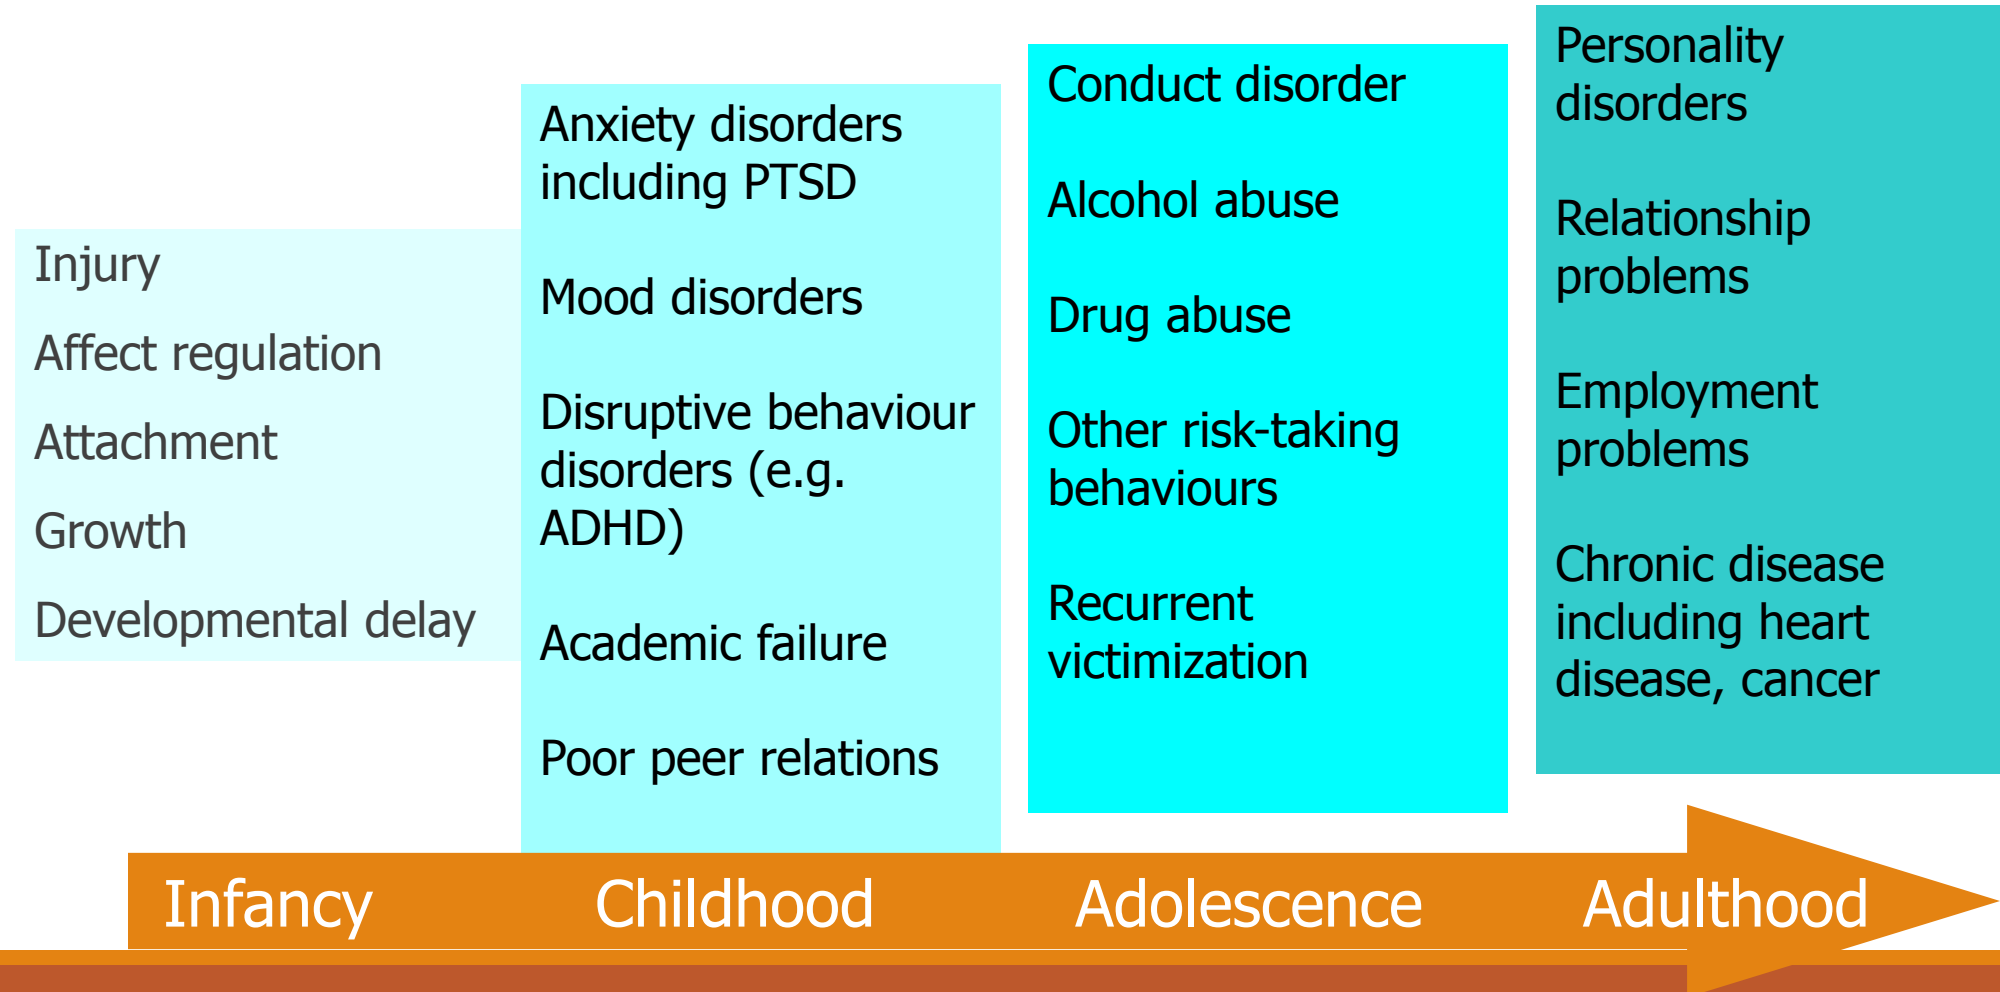 Injury
Affect regulation
Attachment
Growth
Developmental delay
Anxiety disorders
including PTSD
Mood disorders
Disruptive behaviour
disorders (e.g.
ADHD)
Academic failure
Poor peer relations
Conduct disorder
Alcohol abuse
Drug abuse
Other risk-taking
behaviours
Recurrent
victimization
Personality
disorders
Relationship
problems
Employment
problems
Chronic disease
including heart
disease, cancer
Infancy
Childhood
Adolescence
Adulthood